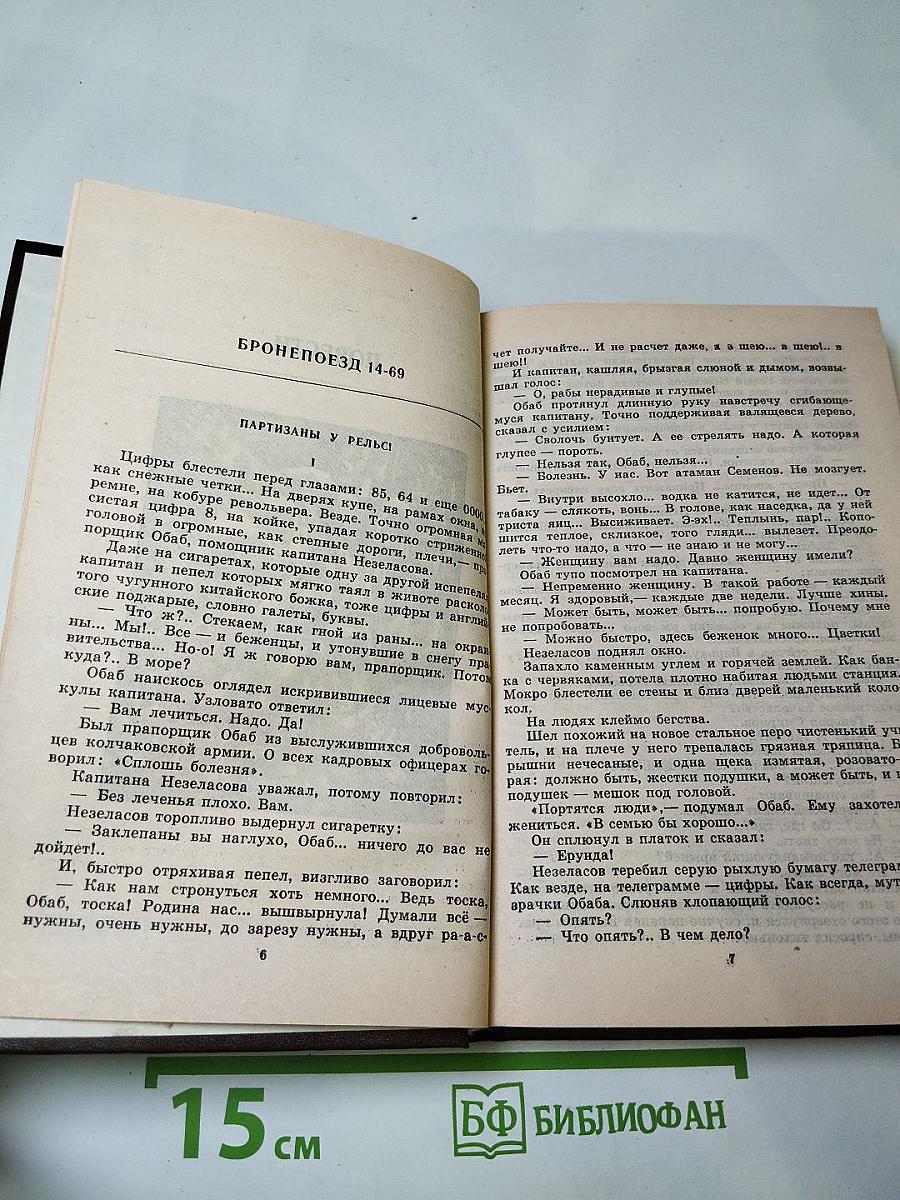 БРОНЕПОЕЗД 14-69
ПАРТИЗАНЫ У РЕЛЬС!
I
Цифры блестели перед глазами: 85, 64 и еще 0000,
как снежные четки... На дверях купе, на рамах окна, на
ремне, на кобуре револьвера. Везде. Точно огромная мя
систая цифра 8, на койке, упадая коротко стриженно
головой в огромные, как степные дороги, плечи,— пра
порщик Обаб, помощник капитана Незеласова.
Даже на сигаретах, которые одну за другой испепеля
капитан и пепел которых мягко таял в животе расколо
того чугунного китайского божка, тоже цифры и англий
ские поджарые, словно галеты, буквы.
— Что ж?.. Стекаем, как гной из раны... на окраи
ны... Мы!.. Все — и беженцы, и утонувшие в снегу пра
вительства... Но-о! Я ж говорю вам, прапорщик. Потом
куда?.. В море?
Обаб наискось оглядел искривившиеся лицевые мус-
кулы капитана. Узловато ответил:
— Вам лечиться. Надо. Да!
Был прапорщик Обаб из выслужившихся доброволь-
цев колчаковской армии. О всех кадровых офицерах го-
ворил: «Сплошь болезня».
Капитана Незеласова уважал, потому повторил:
— Без леченья плохо. Вам.
Незеласов торопливо выдернул сигаретку:
— Заклепаны вы наглухо, Обаб... ничего до вас не
дойдет!..
И, быстро отряхивая пепел, визгливо заговорил:
— Как нам стронуться хоть немного... Ведь тоска,
Обаб, тоска! Родина нас... вышвырнула! Думали всё —
нужны, очень нужны, до зарезу нужны, а вдруг ра-а-с-
6
чет получайте... И не расчет даже, а в шею... в шею!.. в
шею!!
И капитан, кашляя, брызгая слюной и дымом, возвы-
шал голос:
— О, рабы нерадивые и глупые!
Обаб протянул длинную руку навстречу сгибающе-
муся капитану. Точно поддерживая валящееся дерево,
сказал с усилием:
— Сволочь бунтует. А ее стрелять надо. А которая
глупее — пороть.
— Нельзя так, Обаб, нельзя...
— Болезнь. У нас. Вот атаман Семенов. Не мозгует.
Бьет.
— Внутри высохло... водка не катится, не идет... От
табаку — слякоть, вонь... В голове, как наседка, да у ней
триста яиц... Высиживает. Э-эх!.. Теплынь, пар!.. Копо-
шится теплое, склизкое, того гляди... вылезет. Преодо-
леть что-то надо, а что — не знаю и не могу...
— Женщину вам надо. Давно женщину имели?
Обаб тупо посмотрел на капитана.
— Непременно женщину. В такой работе — каждый
месяц. Я здоровый,— каждые две недели. Лучше хины.
— Может быть, может быть... попробую. Почему мне
не попробовать...
— Можно быстро, здесь беженок много... Цветки!
Незеласов поднял окно.
Запахло каменным углем и горячей землей. Как бан-
ка с червяками, потела плотно набитая людьми станция.
Мокро блестели ее стены и близ дверей маленький коло-
кол.
На людях клеймо бегства.
Шел похожий на новое стальное перо чистенький учи
тель, и на плече у него трепалась грязная тряпица. Б
рышни нечесаные, и одна щека измятая, розовато-
рая: должно быть, жестки подушки, а может быть, и н
подушек — мешок под головой.
«Портятся люди»,— подумал Обаб. Ему захотел
жениться. «В семью бы хорошо...»
Он сплюнул в платок и сказал:
— Ерунда!
Незеласов теребил серую рыхлую бумагу телеграм
Как везде, на телеграмме — цифры. Как всегда, мут
зрачки Обаба. Слюняв хлопающий голос:
— Опять?
— Что опять?.. В чем дело?
7
15 см
БФ БИБЛИОФАН